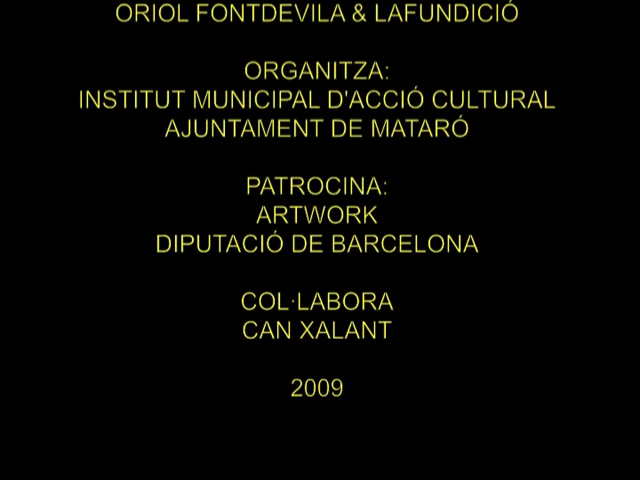 ORIOL FONTDEVILA & LAFUNDICIÓ
ORGANITZA:
INSTITUT MUNICIPAL D'ACCIÓ CULTURAL
AJUNTAMENT DE MATARÓ
PATROCINA:
ARTWORK
DIPUTACIÓ DE BARCELONA
COL·LABORA
CAN XALANT
2009